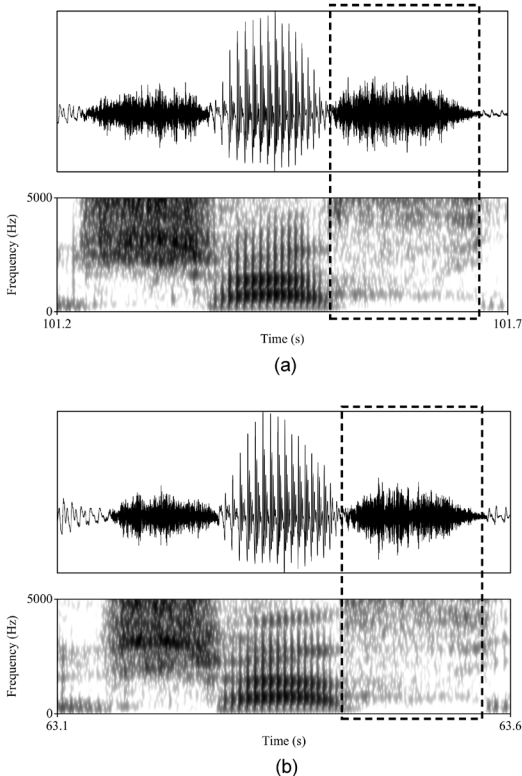 5000
Frequency (Hz)
0
101.2
101.7
Time (s)
(a)
5000
Frequency (Hz)
0
63.1
63.6
Time (s)
(b)